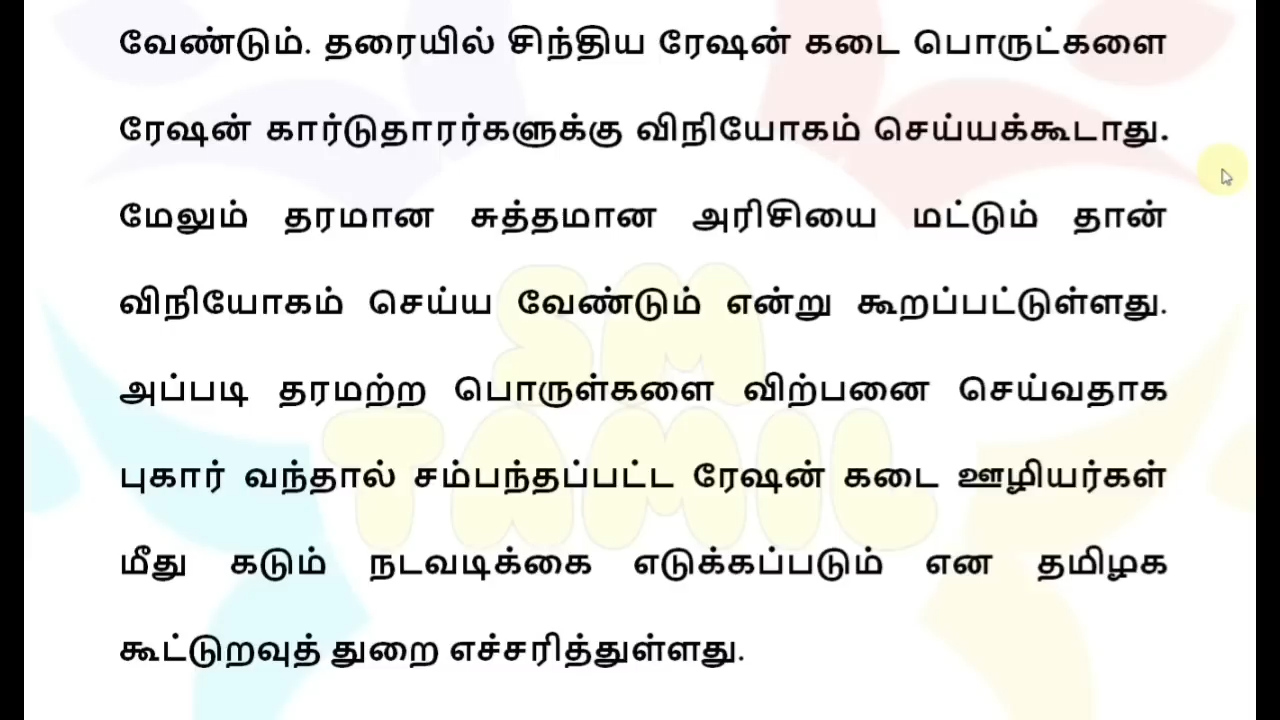 வேண்டும். தரையில் சிந்திய ரேஷன் கடை பொருட்களை
ரேஷன் கார்டுதாரர்களுக்கு விநியோகம் செய்யக்கூடாது.
மேலும் தரமான சுத்தமான அரிசியை மட்டும் தான்
விநியோகம் செய்ய வேண்டும் என்று கூறப்பட்டுள்ளது.
அப்படி தரமற்ற பொருள்களை விற்பனை செய்வதாக
புகார் வந்தால் சம்பந்தப்பட்ட ரேஷன் கடை ஊழியர்கள்
மீது கடும் நடவடிக்கை எடுக்கப்படும் என தமிழக
கூட்டுறவுத் துறை எச்சரித்துள்ளது.
SM
TAMIL